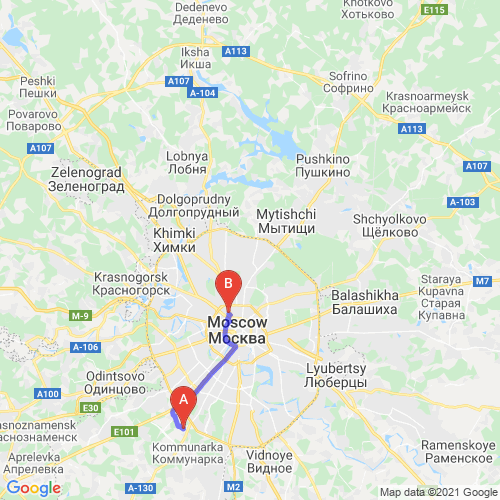 Dedenevo
Деденево
Khotkovo
Хотьково
E115
Iksha
Икша
A113
Peshki
Пешки
A107
A-104
Sofrino
Софрино
Krasnoarmeysk
Красноармейск
Povarovo
Поварово
A107
A113
Lobnya
Лобня
Pushkino
Пушкино
A107
Zelenograd
Зеленоград
Dolgoprudny
Долгопрудный
A-103
Mytishchi
Мытищи
Shchyolkovo
Щёлково
Khimki
Химки
Krasnogorsk
Красногорск
B
Staraya
Kupavna
Старая
Купавна
M7
Balashikha
Балашиха
M-9
Moscow
Москва
A-106
Lyubertsy
Люберцы
Odintsovo
Одинцово
A100
E30
A
asnoznamensk
аснознаменск
E101
Kommunarka
Коммунарка
Aprelevka
Апрелевка
Vidnoye
Видное
Ramenskoye
Раменское
A-130
M2
Google
Map data ©2021 Google